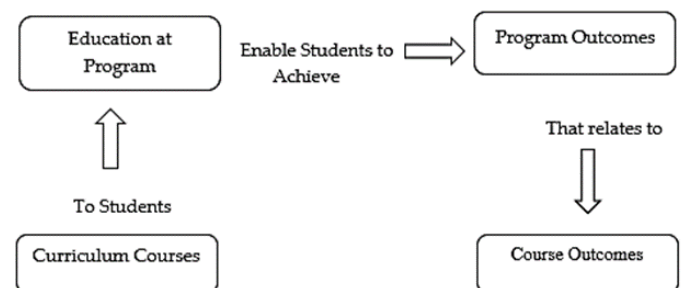 Education at
Program
Enable Students to
Achieve
Program Outcomes
That relates to
To Students
Curriculum Courses
Course Outcomes